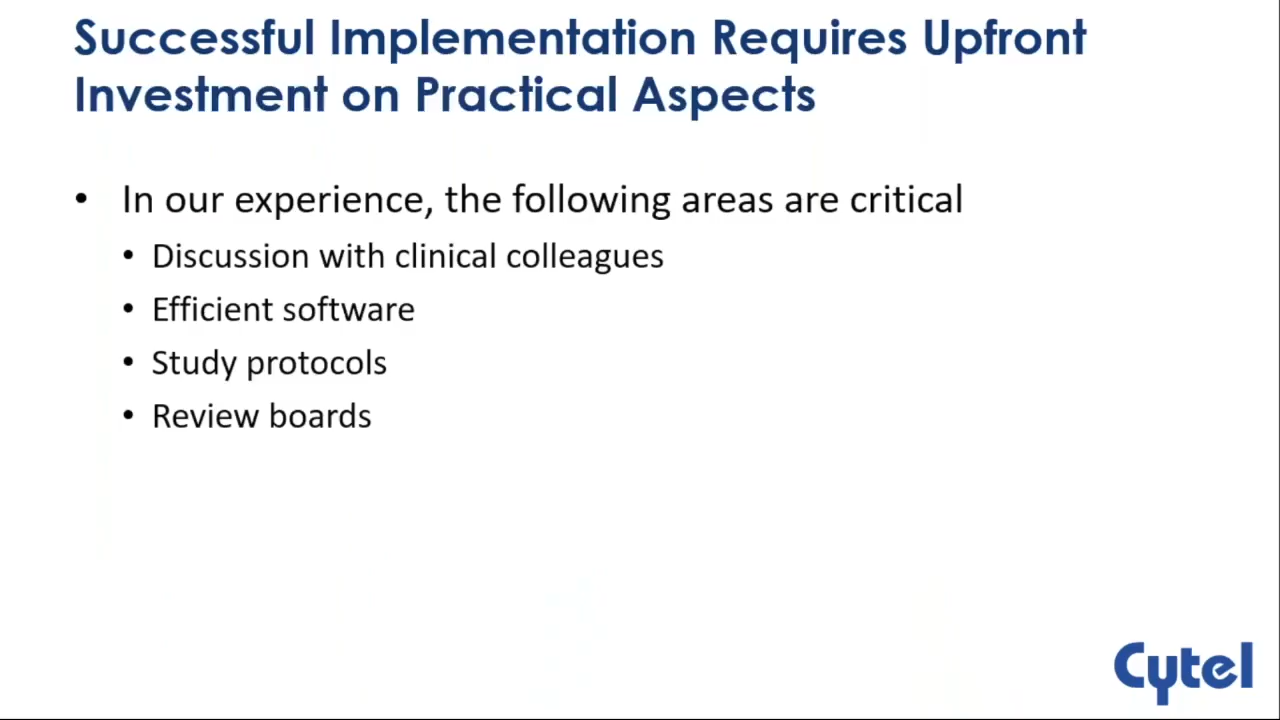 Successful Implementation Requires Upfront
Investment on Practical Aspects
• In our experience, the following areas are critical
• Discussion with clinical colleagues
• Efficient software
• Study protocols
• Review boards
Cytel